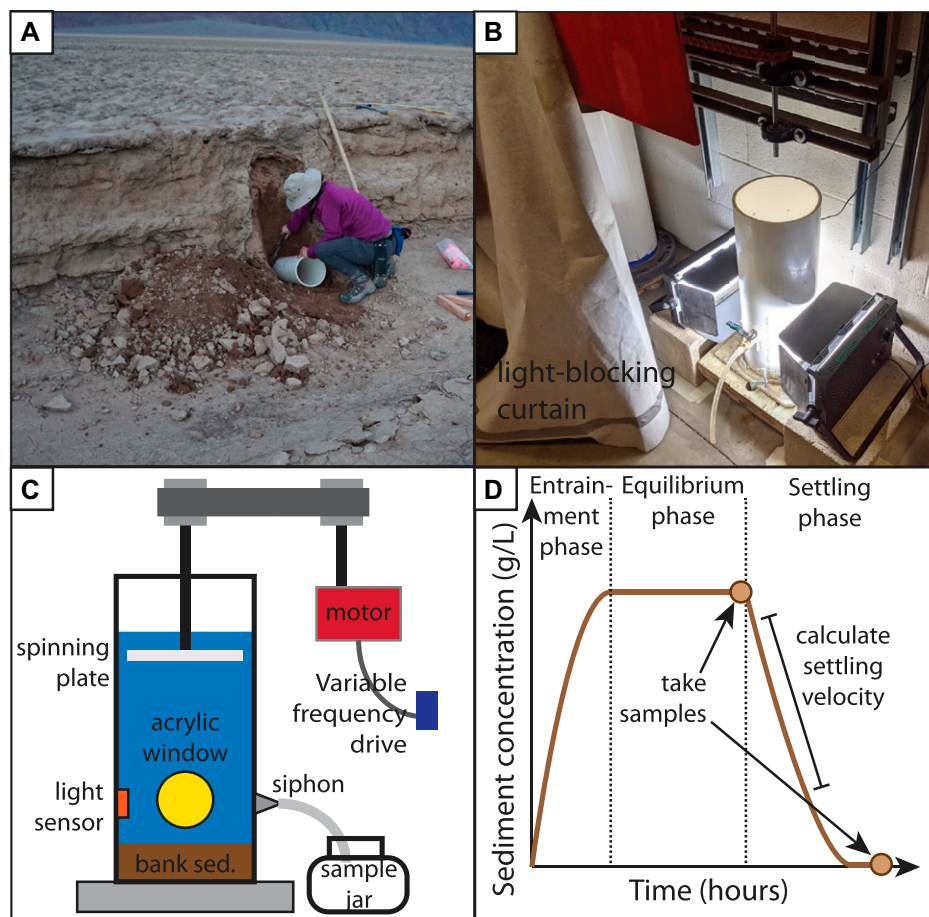 A
B
light-blocking
curtain
C
spinning
plate
motor
Variable
frequency
drive
acrylic
window
light
sensor
siphon
bank sed.
sample
jar
D
Entrain-
ment
phase
Equilibrium
phase
Settling
phase
Sediment concentration (g/L)
take
samples
calculate
settling
velocity
Time (hours)